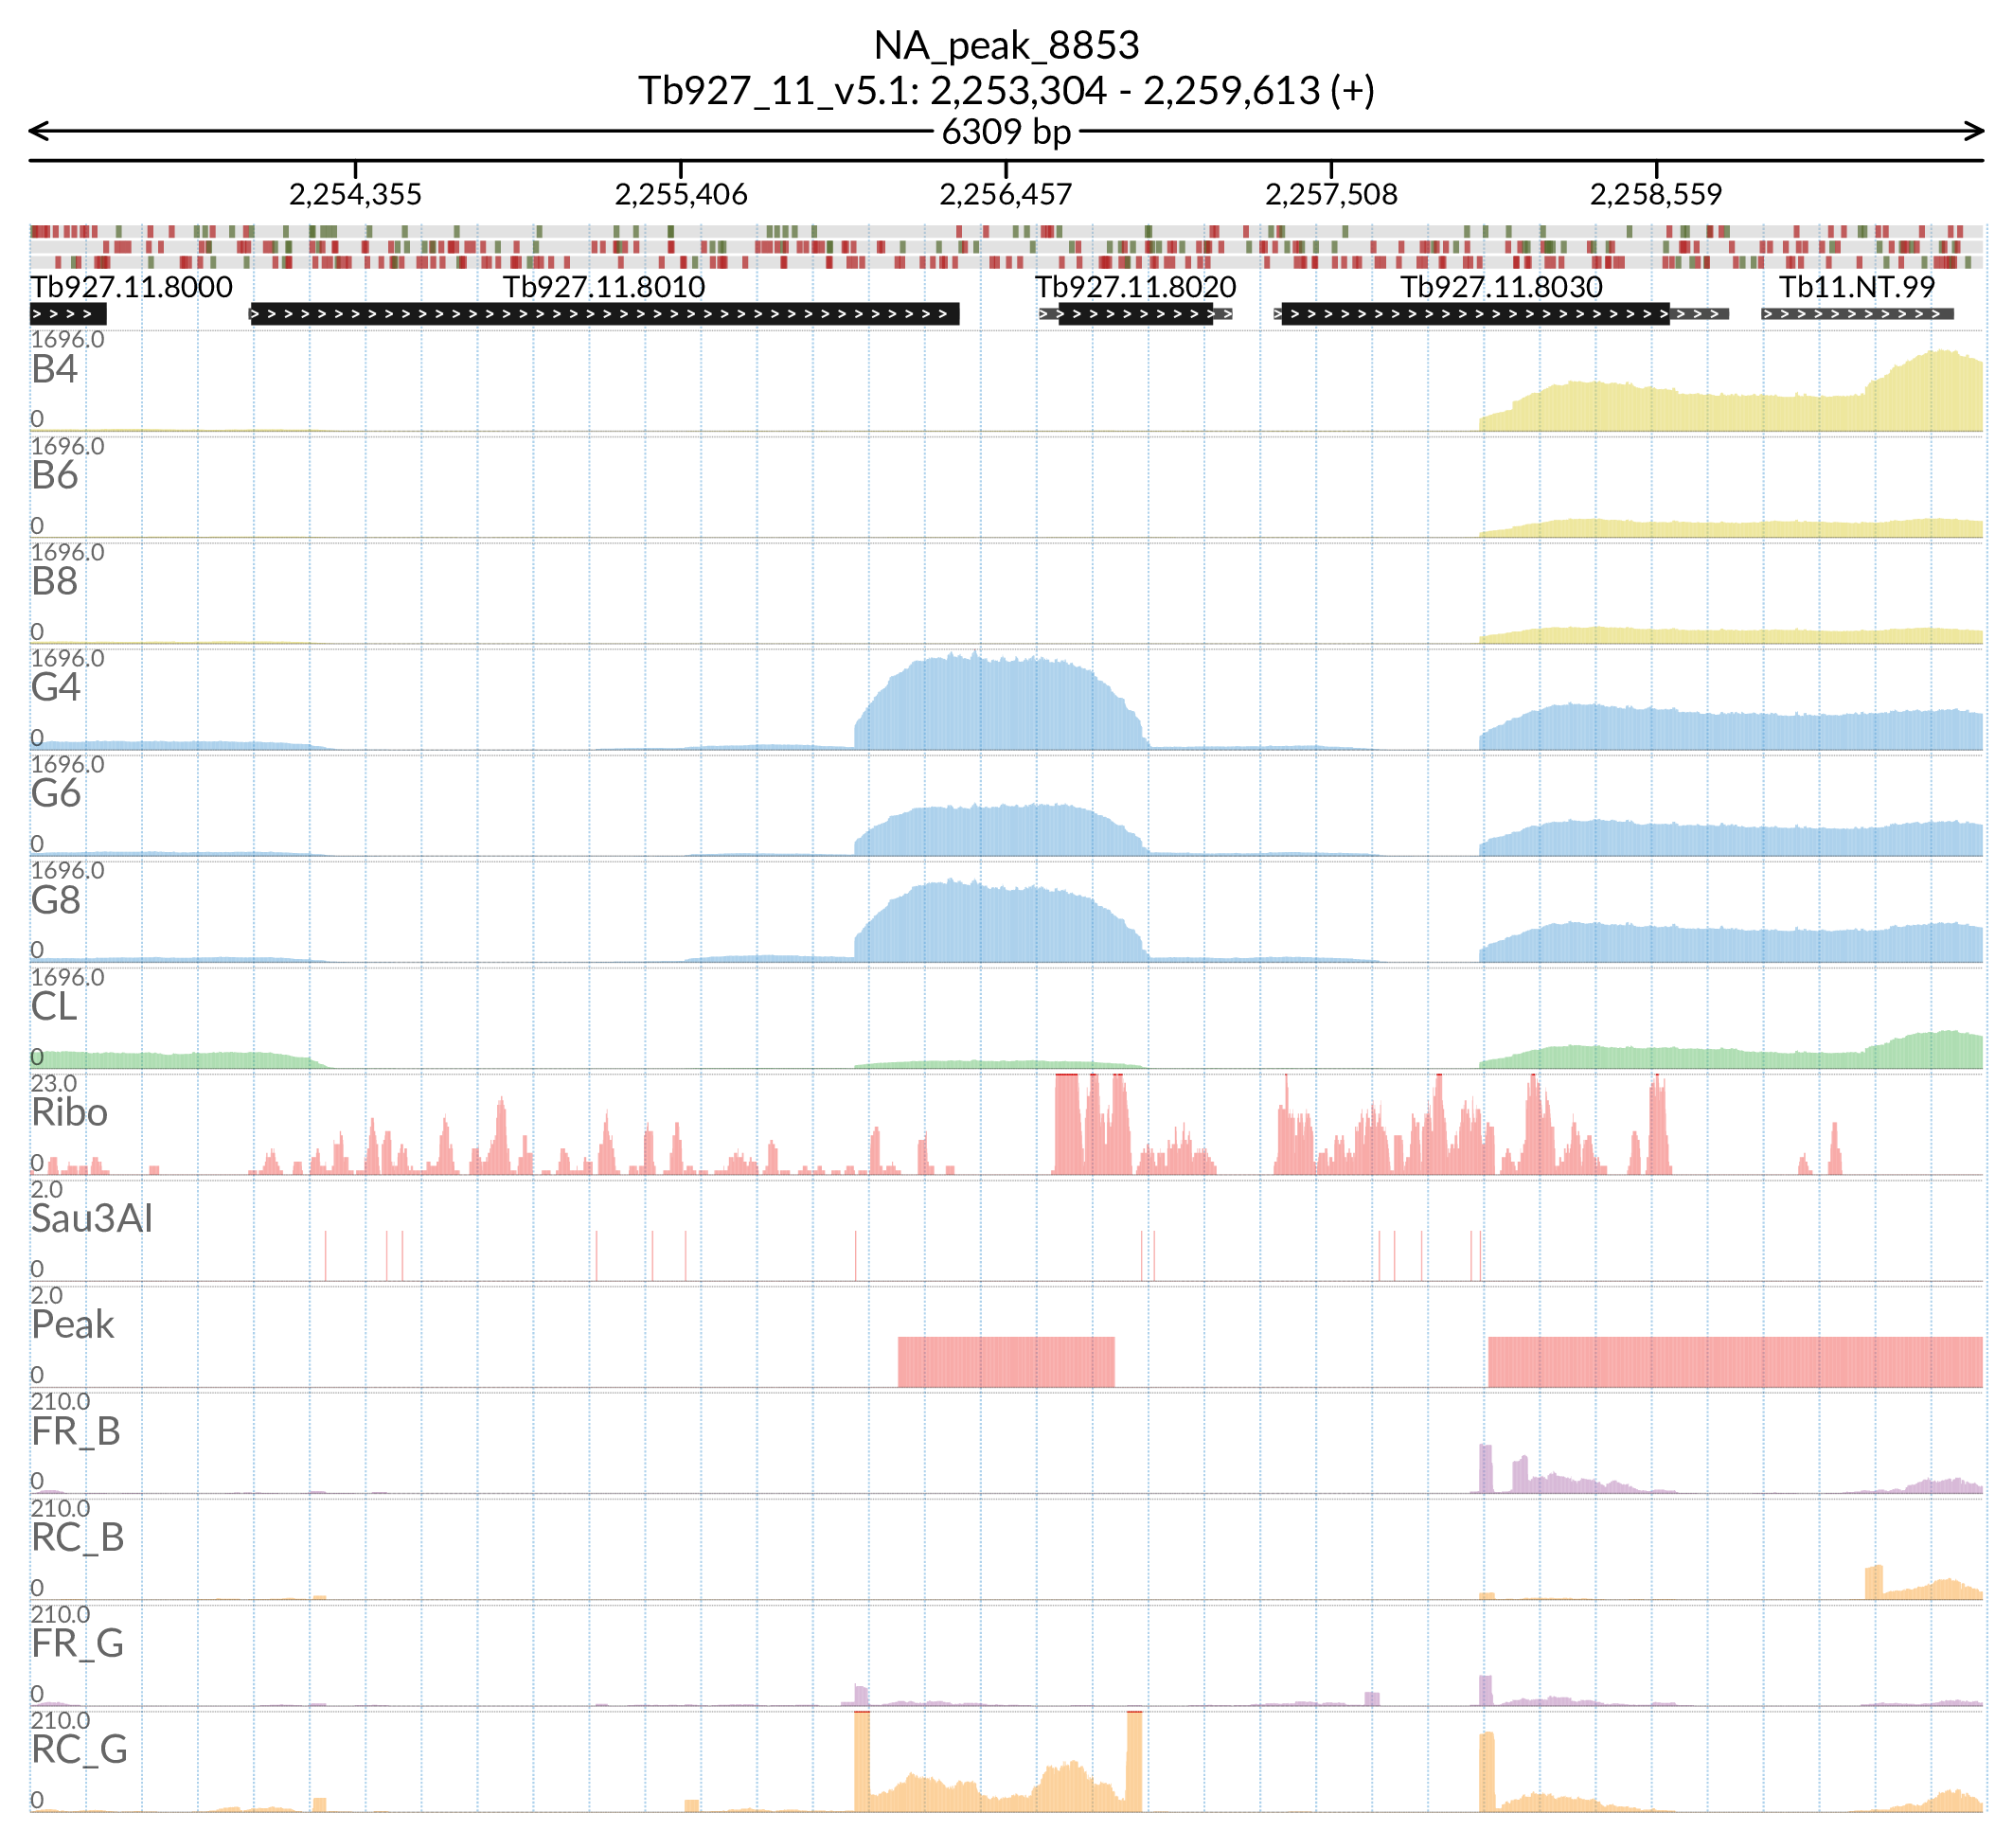 NA_peak_8853
Tb927_11_v5.1: 2,253,304 - 2,259,613 (+)
6309 bp
2,254,355 2,255,406 2,256,457 2,257,508 2,258,559
Tb927.11.8000 Tb927.11.8010 Tb927.11.8020 Tb927.11.8030 Tb11.NT.99
1696.0
B4
0
1696.0
B6
0
1696.0
B8
0
1696.0
G4
0
1696.0
G6
0
1696.0
G8
0
1696.0
CL
0
23.0
Ribo
0
2.0
Sau3AI
0
2.0
Peak
0
210.0
FR_B
0
210.0
RC_B
0
210.0
FR_G
0
210.0
RC_G
0